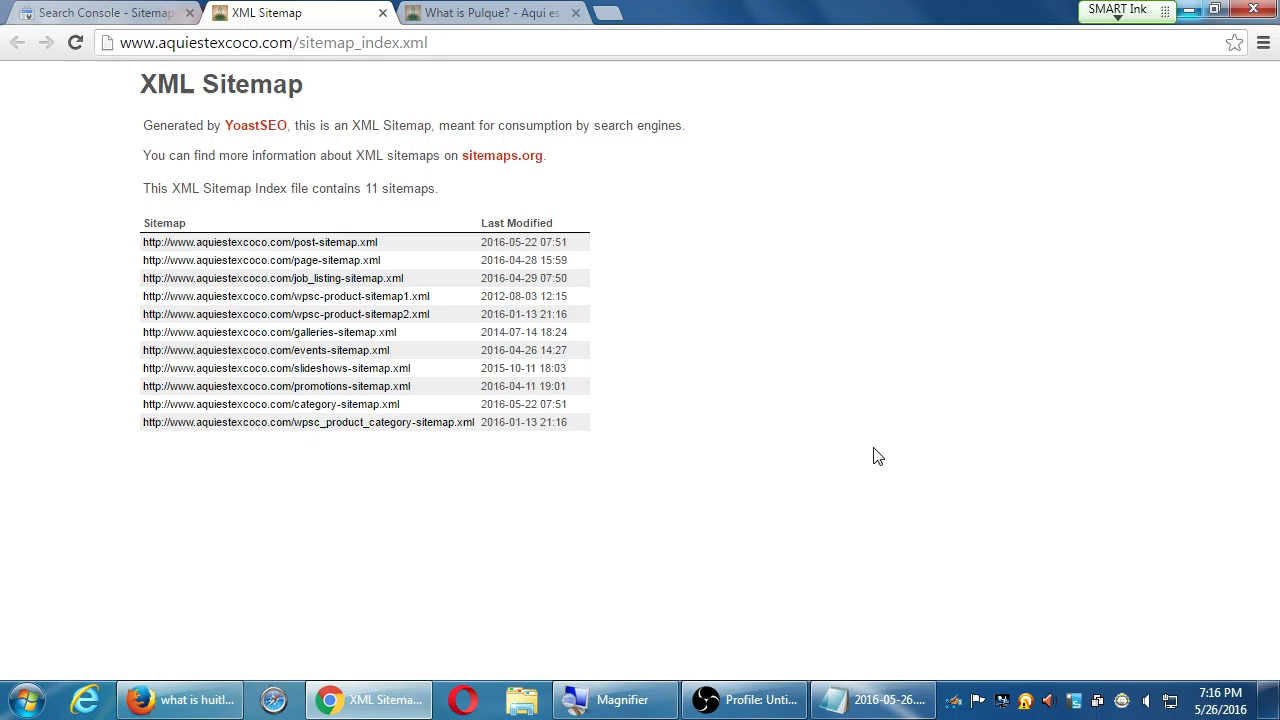 Search Console - Sitemap
XML Sitemap
What is Pulque? - Aqui es
SMART Ink
www.aquiestexcoco.com/sitemap_index.xml
XML Sitemap
Generated by YoastSEO, this is an XML Sitemap, meant for consumption by search engines.
You can find more information about XML sitemaps on sitemaps.org.
This XML Sitemap Index file contains 11 sitemaps.
Sitemap Last Modified
http://www.aquiestexcoco.com/post-sitemap.xml 2016-05-22 07:51
http://www.aquiestexcoco.com/page-sitemap.xml 2016-04-28 15:59
http://www.aquiestexcoco.com/job_listing-sitemap.xml 2016-04-29 07:50
http://www.aquiestexcoco.com/wpsc-product-sitemap1.xml 2012-08-03 12:15
http://www.aquiestexcoco.com/wpsc-product-sitemap2.xml 2016-01-13 21:16
http://www.aquiestexcoco.com/galleries-sitemap.xml 2014-07-14 18:24
http://www.aquiestexcoco.com/events-sitemap.xml 2016-04-26 14:27
http://www.aquiestexcoco.com/slideshows-sitemap.xml 2015-10-11 18:03
http://www.aquiestexcoco.com/promotions-sitemap.xml 2016-04-11 19:01
http://www.aquiestexcoco.com/category-sitemap.xml 2016-05-22 07:51
http://www.aquiestexcoco.com/wpsc_product_category-sitemap.xml 2016-01-13 21:16
what is huitl...
XML Sitema...
Magnifier
Profile: Unti...
2016-05-26....
7:16 PM
5/26/2016